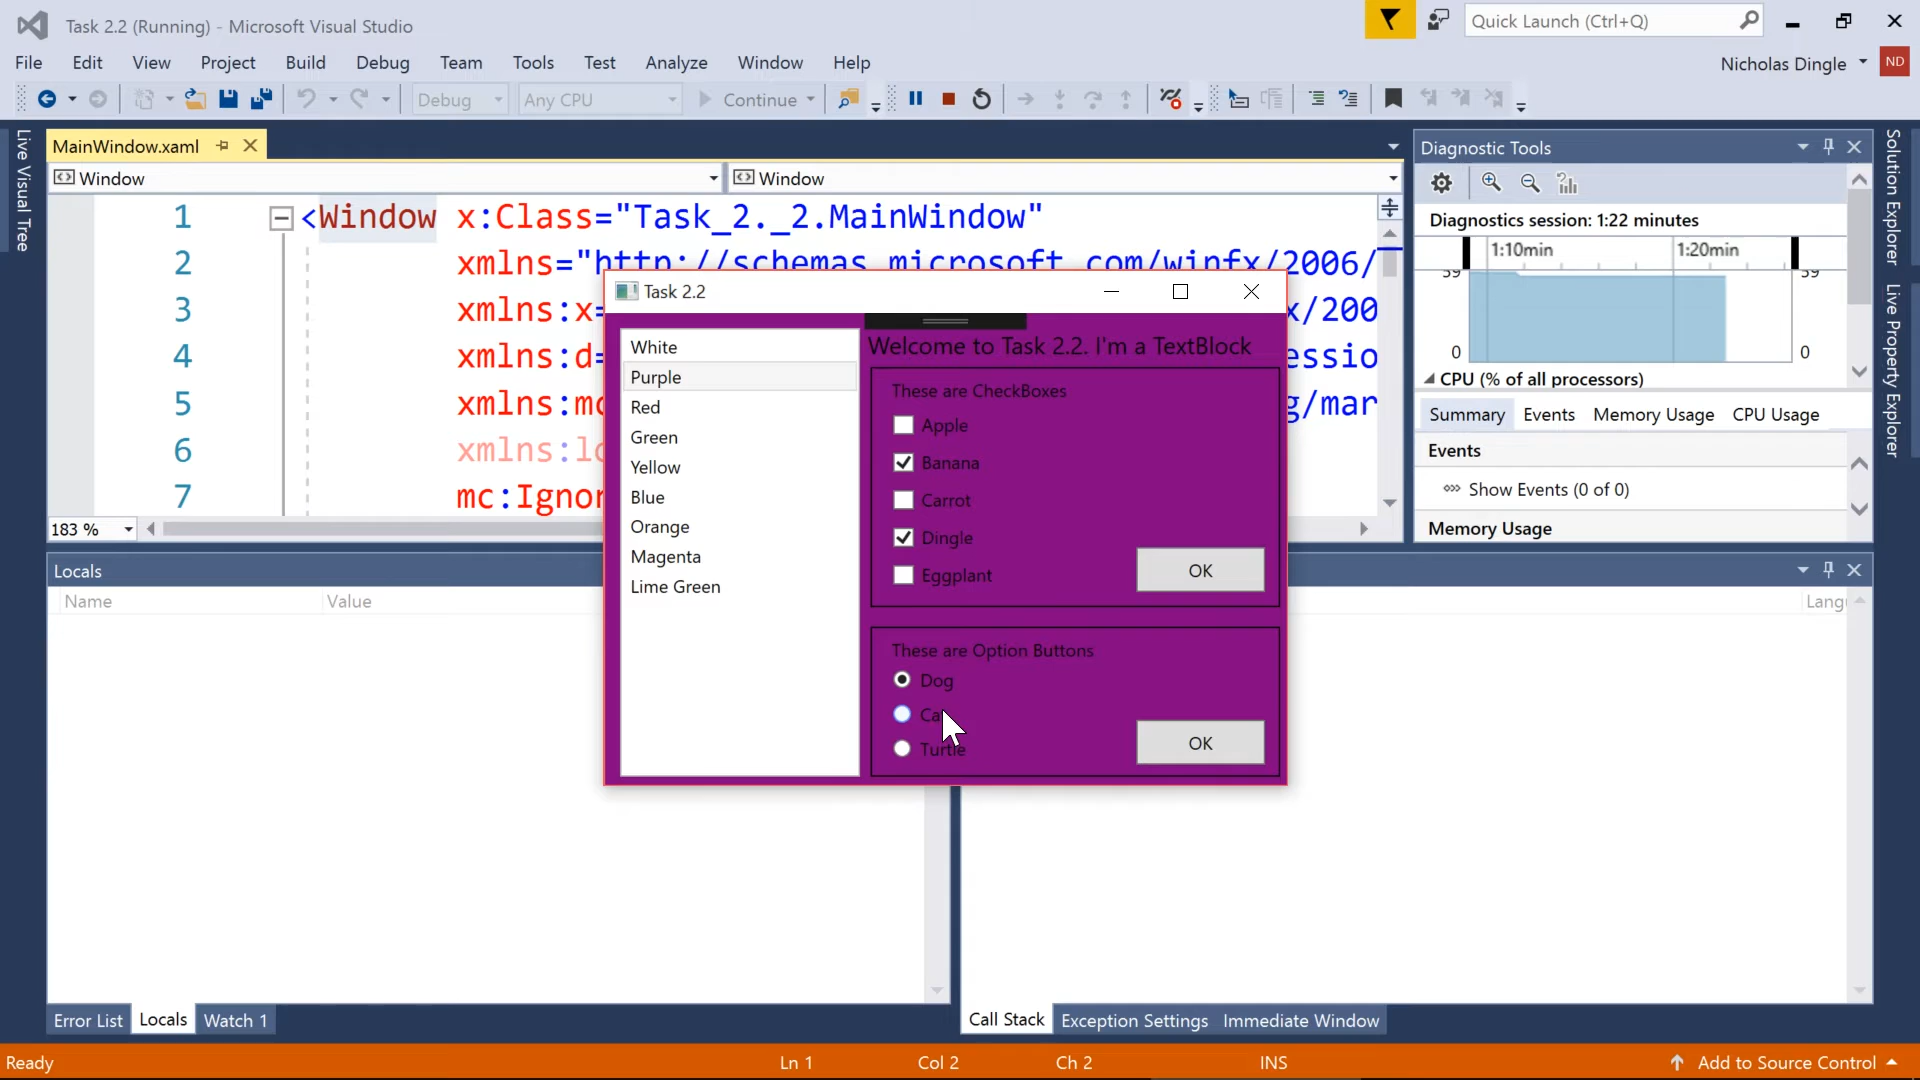 Task 2.2 (Running) - Microsoft Visual Studio
Quick Launch (Ctrl+Q)
File Edit View Project Build Debug Team Tools Test Analyze Window Help
Nicholas Dingle ND
Debug Any CPU Continue
Live Visual Tree
MainWindow.xaml
Window Window
1 <Window x:Class="Task_2._2.MainWindow"
2 xmlns="http://schemas.microsoft.com/winfx/2006/
3 xmlns:x= x/200
4 xmlns:d= essio
5 xmlns:mc g/mar
6 xmlns:lo
7 mc:Ignor
183 %
Task 2.2
White
Purple
Red
Green
Yellow
Blue
Orange
Magenta
Lime Green
Welcome to Task 2.2. I'm a TextBlock
These are CheckBoxes
Apple
Banana
Carrot
Dingle
Eggplant
OK
These are Option Buttons
Dog
Ca
Turtle
OK
Diagnostic Tools
Diagnostics session: 1:22 minutes
1:10min 1:20min
39 39
0 0
CPU (% of all processors)
Summary Events Memory Usage CPU Usage
Events
Show Events (0 of 0)
Memory Usage
Solution Explorer
Live Property Explorer
Locals
Name Value
Lang
Error List Locals Watch 1
Call Stack Exception Settings Immediate Window
Ready Ln 1 Col 2 Ch 2 INS Add to Source Control